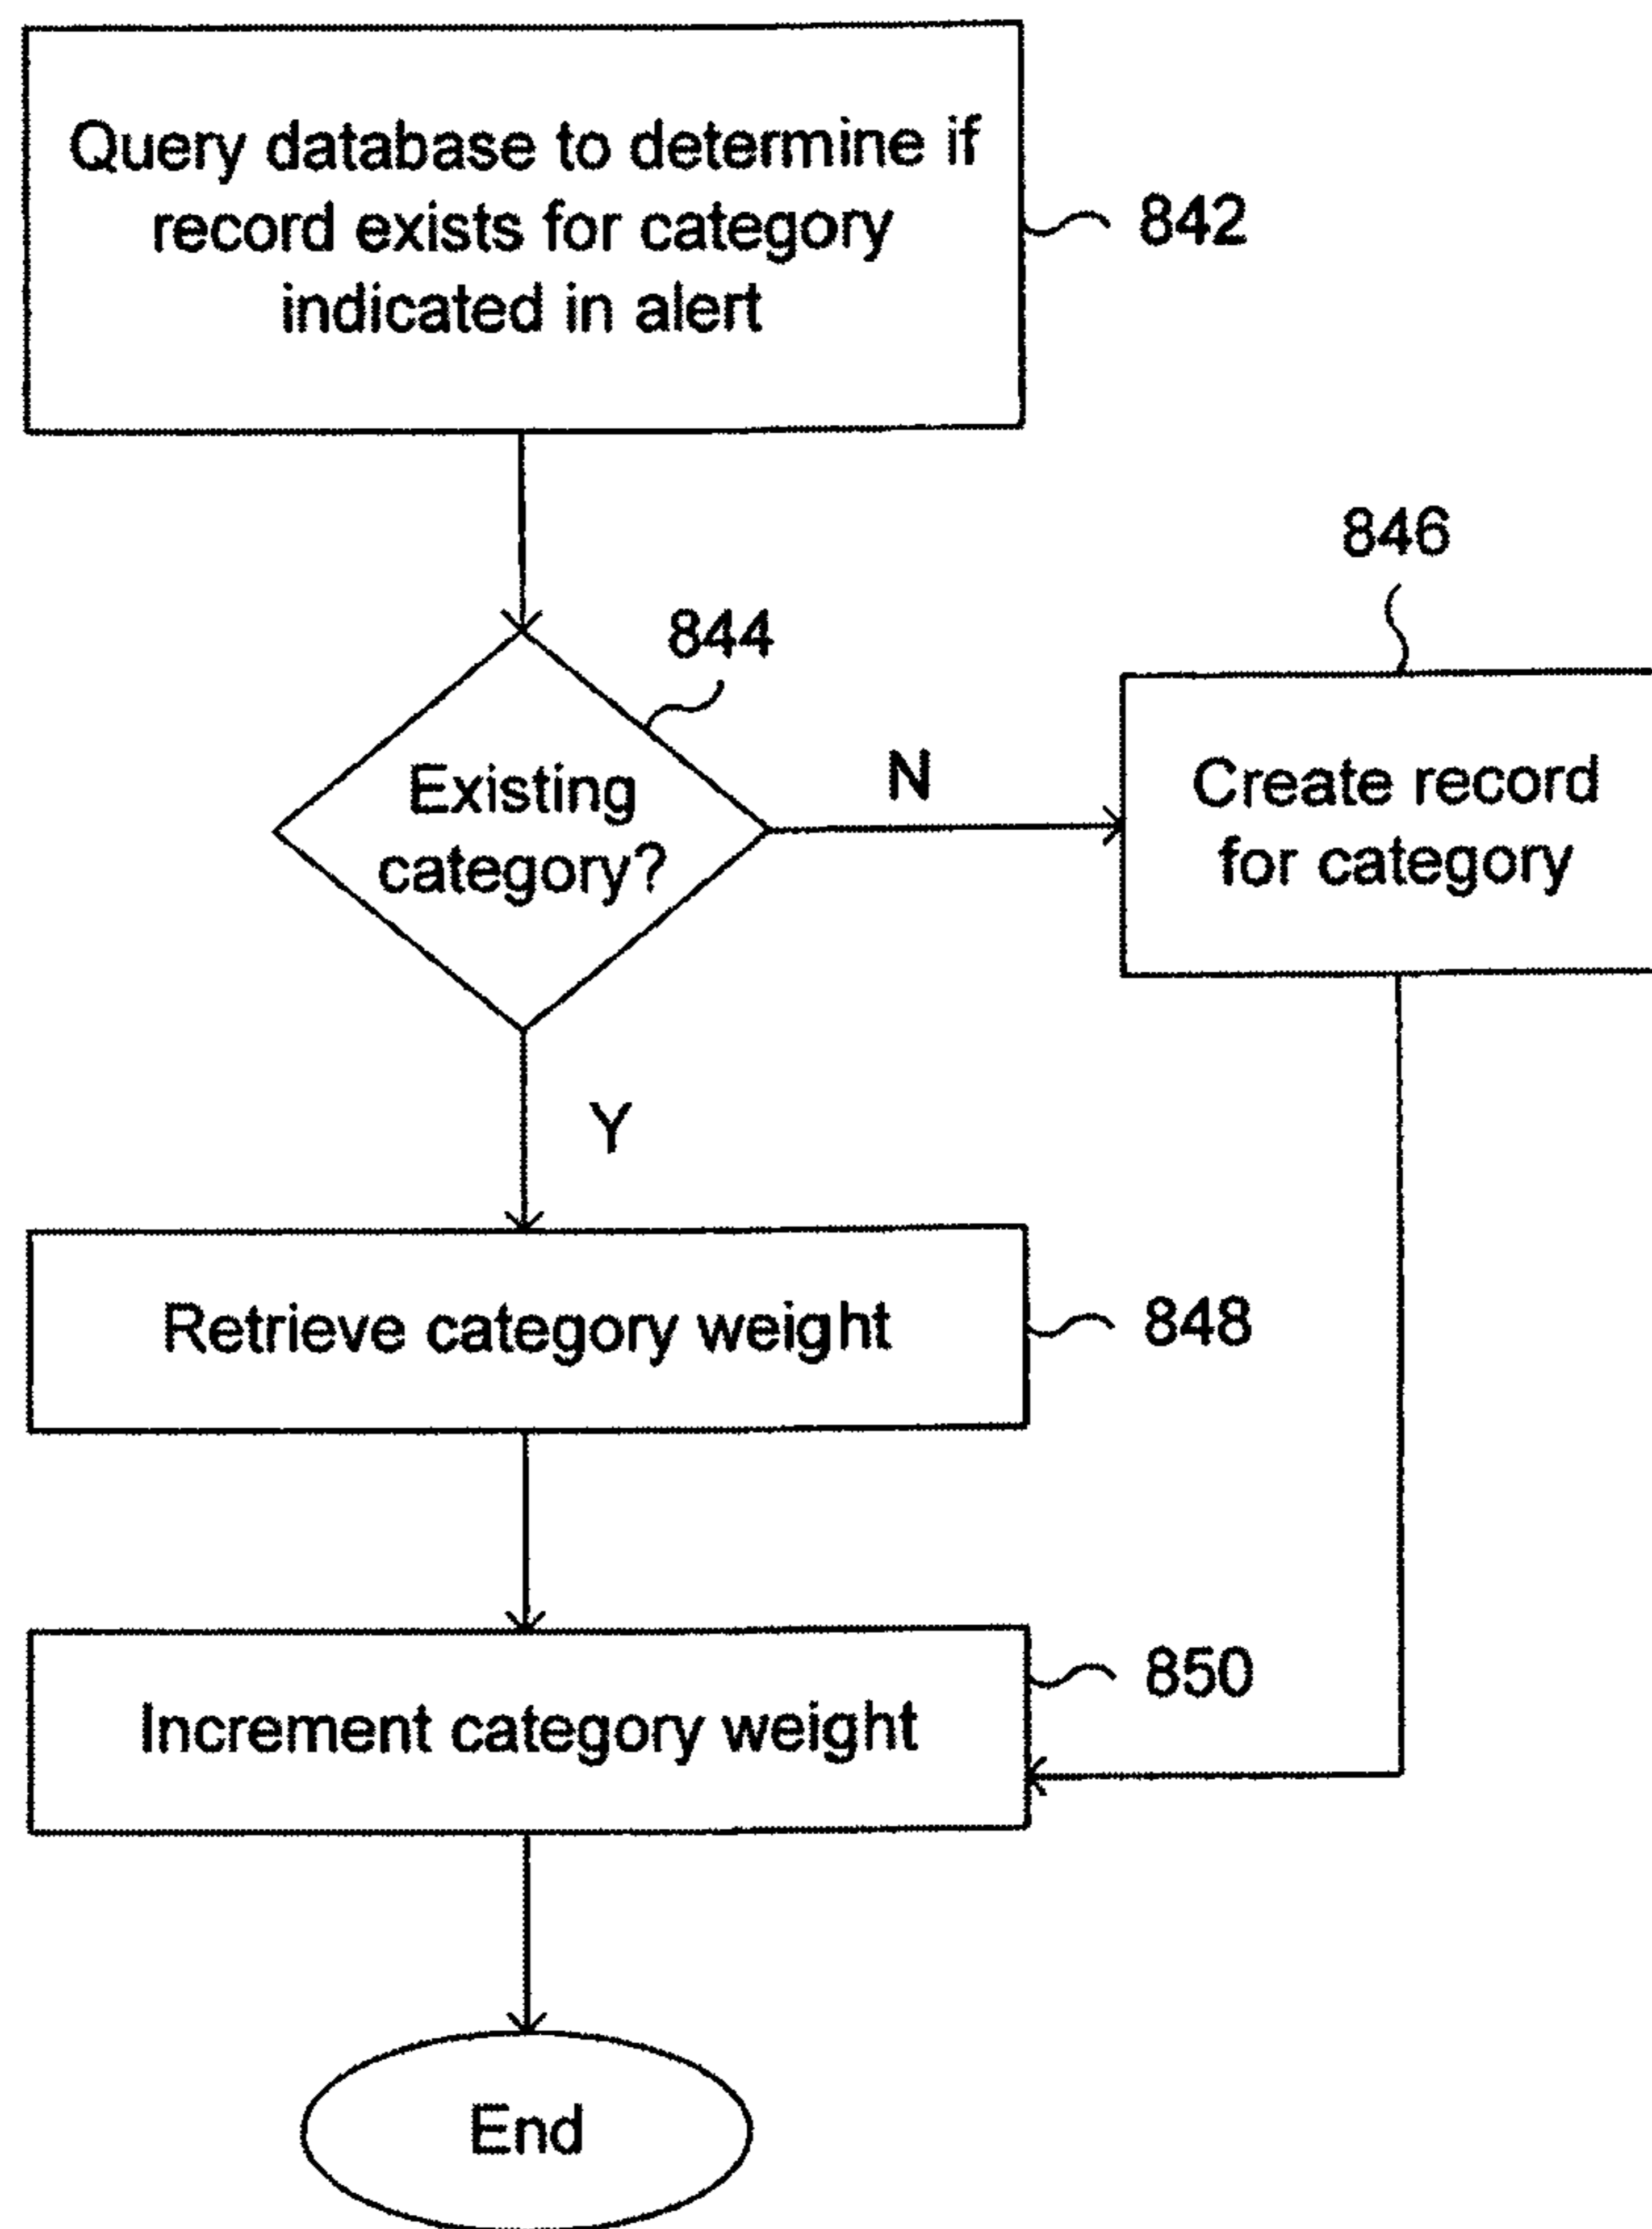 Query database to determine if
record exists for category
indicated in alert
842
844
846
Existing
category?
N
Create record
for category
Y
Retrieve category weight
848
Increment category weight
850
End